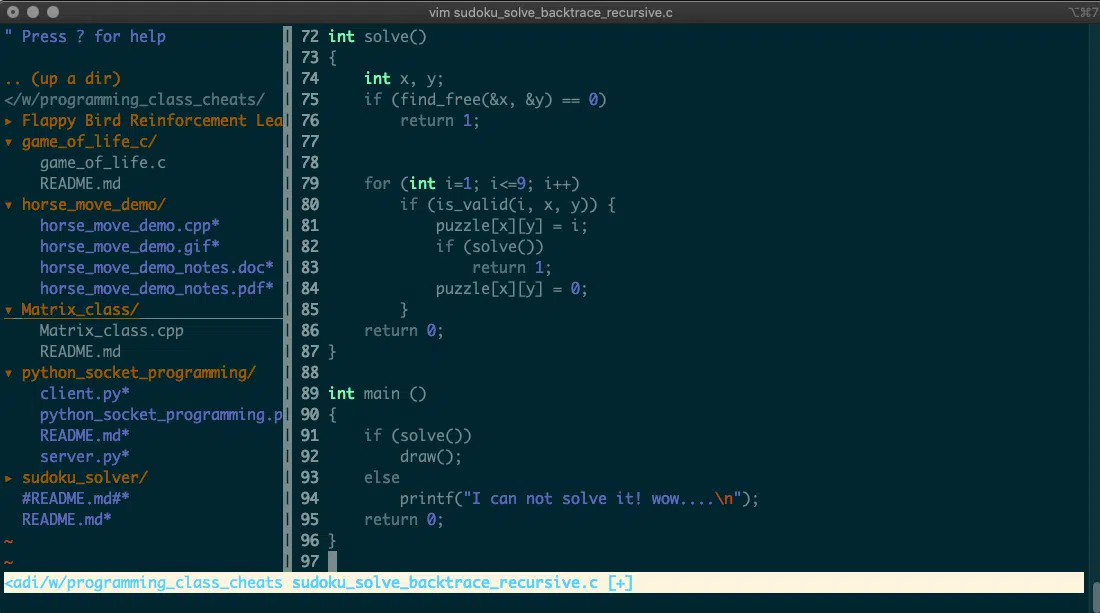 vim sudoku_solve_backtrace_recursive.c
⌥⌘7
" Press ? for help
.. (up a dir)
</w/programming_class_cheats/
▸ Flappy Bird Reinforcement Lea
▾ game_of_life_c/
game_of_life.c
README.md
▾ horse_move_demo/
horse_move_demo.cpp*
horse_move_demo.gif*
horse_move_demo_notes.doc*
horse_move_demo_notes.pdf*
▾ Matrix_class/
Matrix_class.cpp
README.md
▾ python_socket_programming/
client.py*
python_socket_programming.p
README.md*
server.py*
▸ sudoku_solver/
#README.md#*
README.md*
~
~
72 int solve()
73 {
74     int x, y;
75     if (find_free(&x, &y) == 0)
76         return 1;
77
78
79     for (int i=1; i<=9; i++)
80         if (is_valid(i, x, y)) {
81             puzzle[x][y] = i;
82             if (solve())
83                 return 1;
84             puzzle[x][y] = 0;
85         }
86     return 0;
87 }
88
89 int main ()
90 {
91     if (solve())
92         draw();
93     else
94         printf("I can not solve it! wow....\n");
95     return 0;
96 }
97
<adi/w/programming_class_cheats sudoku_solve_backtrace_recursive.c [+]